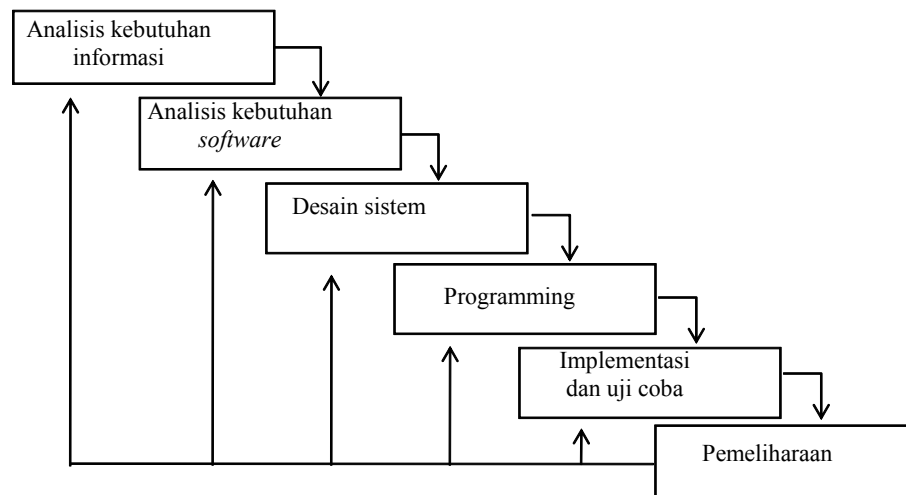 Analisis kebutuhan
informasi
Analisis kebutuhan
software
Desain sistem
Programming
Implementasi
dan uji coba
Pemeliharaan